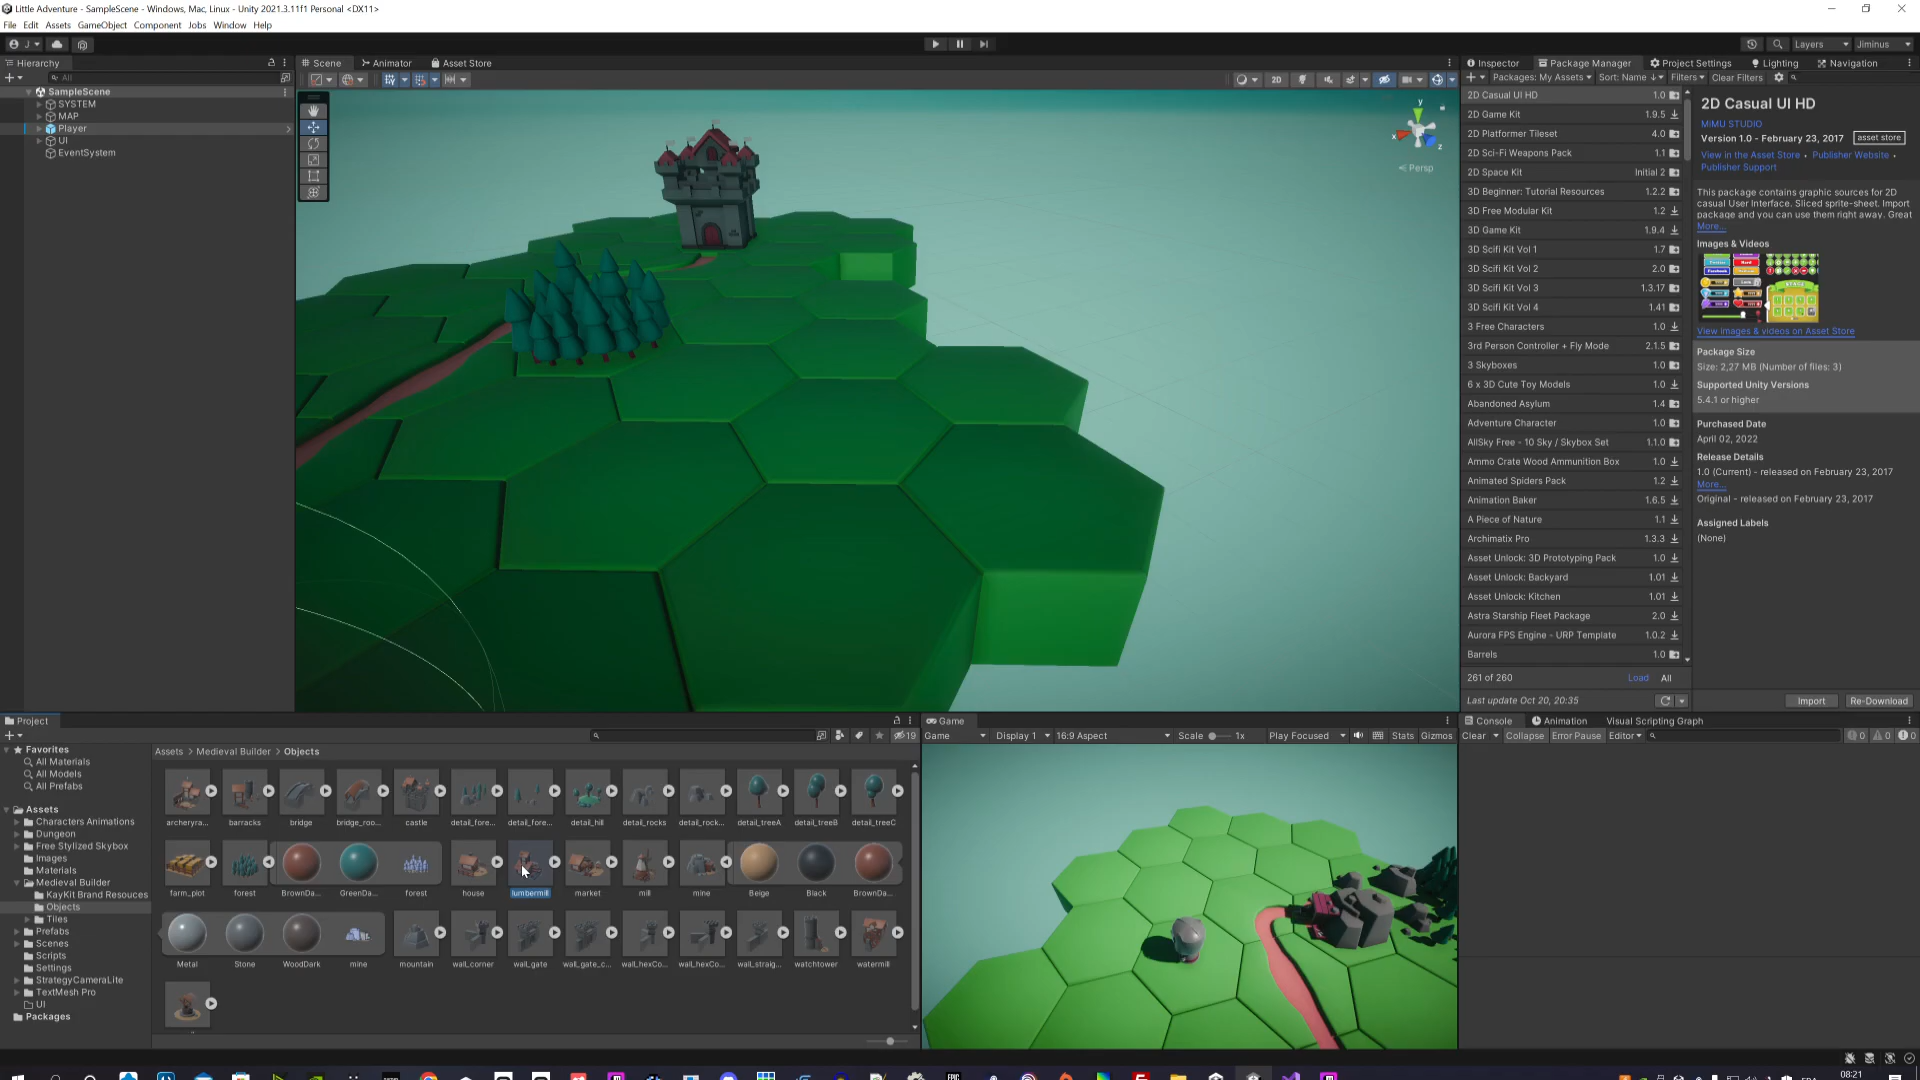 Little Adventure - SampleScene - Windows, Mac, Linux - Unity 2021.3.11f1 Personal <DX11>
File Edit Assets GameObject Component Jobs Window Help
J Layers Jiminus
Hierarchy
All
SampleScene
SYSTEM
MAP
Player
UI
EventSystem
Scene Animator Asset Store
2D
y
x
z
Persp
Inspector Package Manager Project Settings Lighting Navigation
Packages: My Assets Sort: Name Filters Clear Filters
2D Casual UI HD 1.0
2D Game Kit 1.9.5
2D Platformer Tileset 4.0
2D Sci-Fi Weapons Pack 1.1
2D Space Kit Initial 2
3D Beginner: Tutorial Resources 1.2.2
3D Free Modular Kit 1.2
3D Game Kit 1.9.4
3D Scifi Kit Vol 1 1.7
3D Scifi Kit Vol 2 2.0
3D Scifi Kit Vol 3 1.3.17
3D Scifi Kit Vol 4 1.41
3 Free Characters 1.0
3rd Person Controller + Fly Mode 2.1.5
3 Skyboxes 1.0
6 x 3D Cute Toy Models 1.0
Abandoned Asylum 1.4
Adventure Character 1.0
AllSky Free - 10 Sky / Skybox Set 1.1.0
Ammo Crate Wood Ammunition Box 1.0
Animated Spiders Pack 1.2
Animation Baker 1.6.5
A Piece of Nature 1.1
Archimatix Pro 1.3.3
Asset Unlock: 3D Prototyping Pack 1.0
Asset Unlock: Backyard 1.01
Asset Unlock: Kitchen 1.01
Astra Starship Fleet Package 2.0
Aurora FPS Engine - URP Template 1.0.2
Barrels 1.0
261 of 260 Load All
Last update Oct 20, 20:35
2D Casual UI HD
MiMU STUDIO
Version 1.0 - February 23, 2017 asset store
View in the Asset Store • Publisher Website •
Publisher Support
This package contains graphic sources for 2D
casual User Interface. Sliced sprite-sheet. Import
package and you can use them right away. Great
More...
Images & Videos
View images & videos on Asset Store
Package Size
Size: 2,27 MB (Number of files: 3)
Supported Unity Versions
5.4.1 or higher
Purchased Date
April 02, 2022
Release Details
1.0 (Current) - released on February 23, 2017
More...
Original - released on February 23, 2017
Assigned Labels
(None)
Import Re-Download
Project
19
Favorites
All Materials
All Models
All Prefabs
Assets
Characters Animations
Dungeon
Free Stylized Skybox
Images
Materials
Medieval Builder
KayKit Brand Resouces
Objects
Tiles
Prefabs
Scenes
Scripts
Settings
StrategyCameraLite
TextMesh Pro
UI
Packages
Assets Medieval Builder Objects
archeryra... barracks bridge bridge_roo... castle detail_fore... detail_fore... detail_hill detail_rocks detail_rock... detail_treeA detail_treeB detail_treeC
farm_plot forest BrownDa... GreenDa... forest house lumbermill market mill mine Beige Black BrownDa...
Metal Stone WoodDark mine mountain wall_corner wall_gate wall_gate_c... wall_hexCo... wall_hexCo... wall_straig... watchtower watermill
Game
Game Display 1 16:9 Aspect Scale 1x Play Focused Stats Gizmos
Console Animation Visual Scripting Graph
Clear Collapse Error Pause Editor 0 0 0
08:21